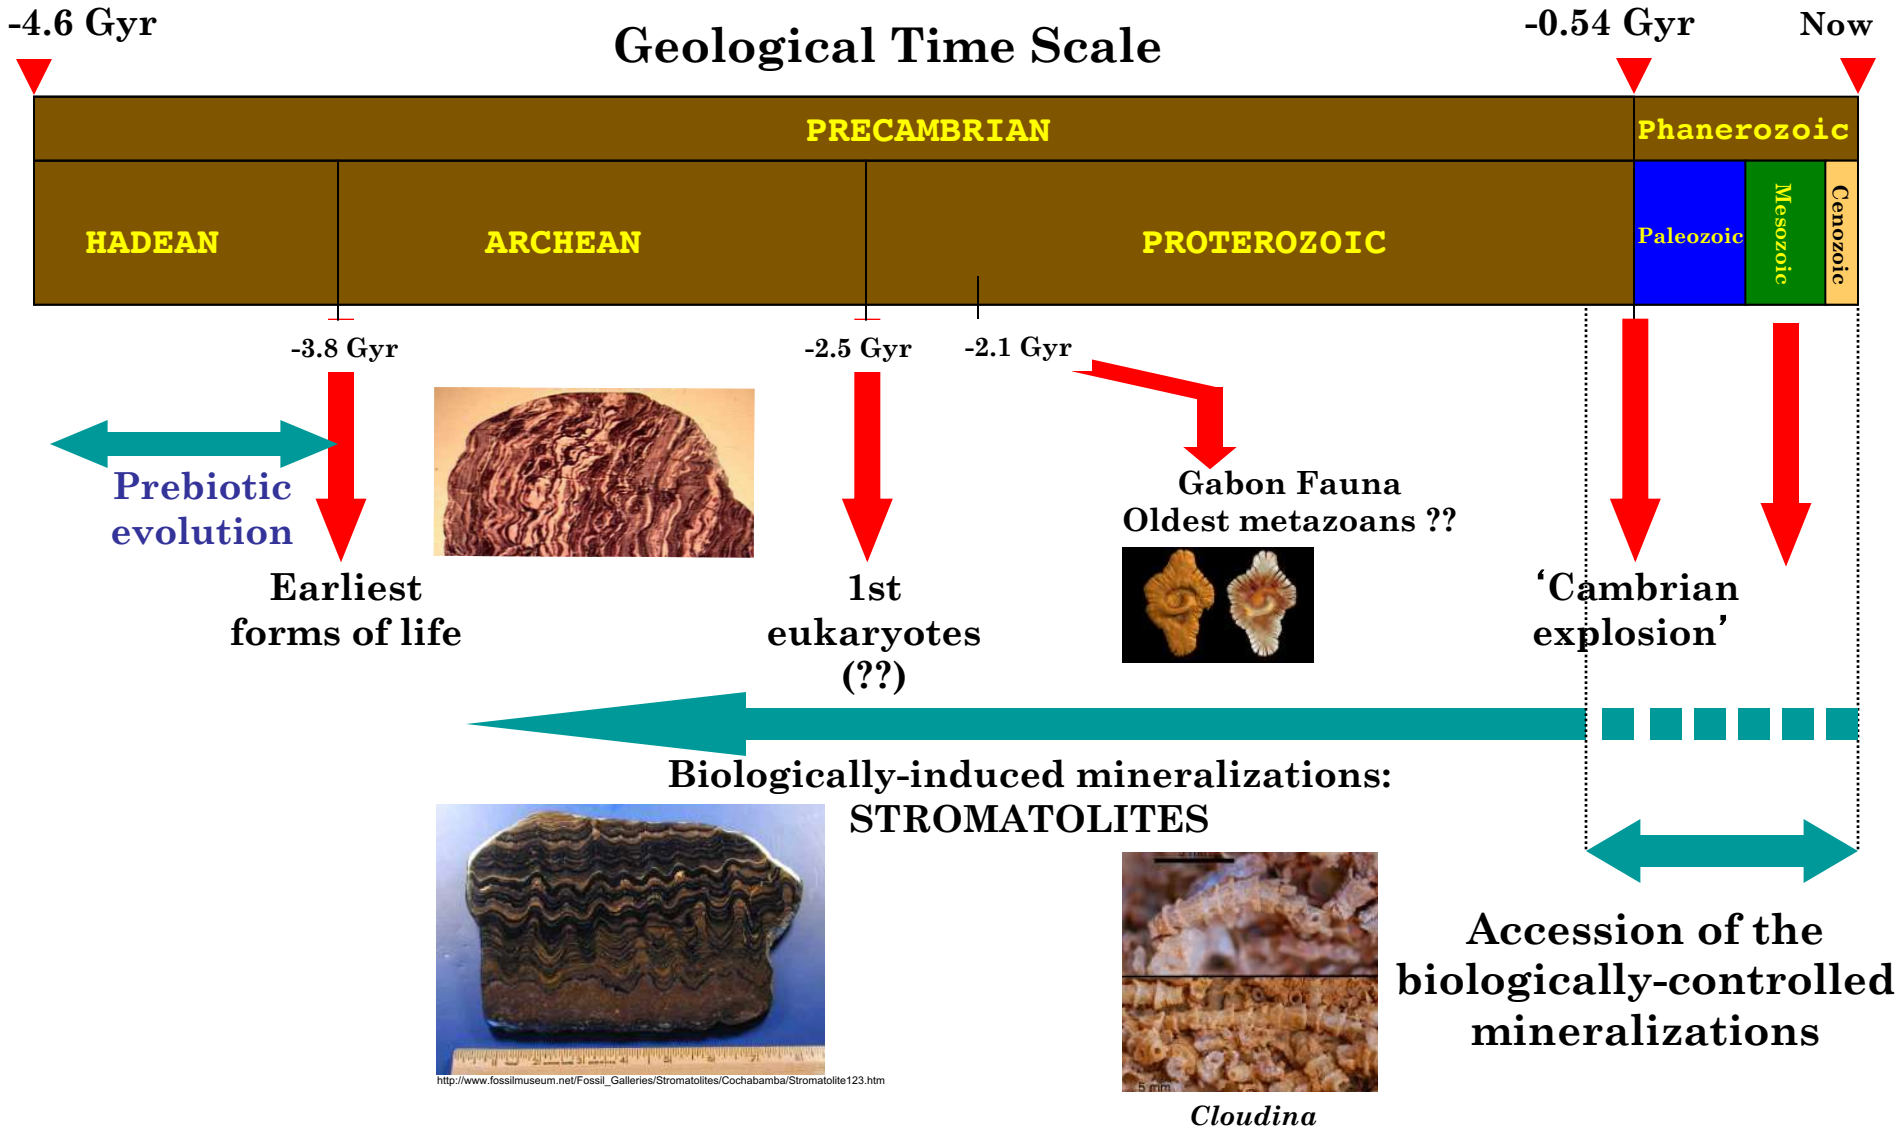 -4.6 Gyr
Geological Time Scale
-0.54 Gyr
Now
PRECAMBRIAN
Phanerozoic
HADEAN
ARCHEAN
PROTEROZOIC
Paleozoic
Mesozoic
Cenozoic
-3.8 Gyr
-2.5 Gyr
-2.1 Gyr
Prebiotic
evolution
Earliest
forms of life
1st
eukaryotes
(??)
Gabon Fauna
Oldest metazoans ??
‘Cambrian
explosion’
Biologically-induced mineralizations:
STROMATOLITES
Accession of the
biologically-controlled
mineralizations
http://www.fossilmuseum.net/Fossil_Galleries/Stromatolites/Cochabamba/Stromatolite123.htm
5 mm
Cloudina